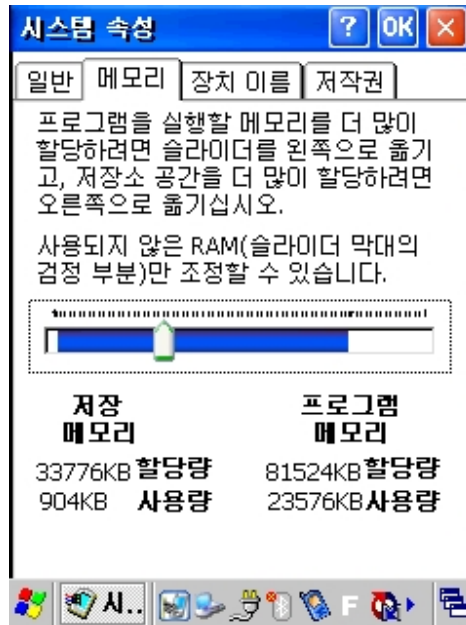 시스템 속성
? OK ×
일반 메모리 장치 이름 저작권
프로그램을 실행할 메모리를 더 많이
할당하려면 슬라이더를 왼쪽으로 옮기
고, 저장소 공간을 더 많이 할당하려면
오른쪽으로 옮기십시오.
사용되지 않은 RAM(슬라이더 막대의
검정 부분)만 조정할 수 있습니다.
저장 프로그램
메모리 메모리
33776KB 할당량 81524KB 할당량
904KB 사용량 23576KB 사용량
시.. F